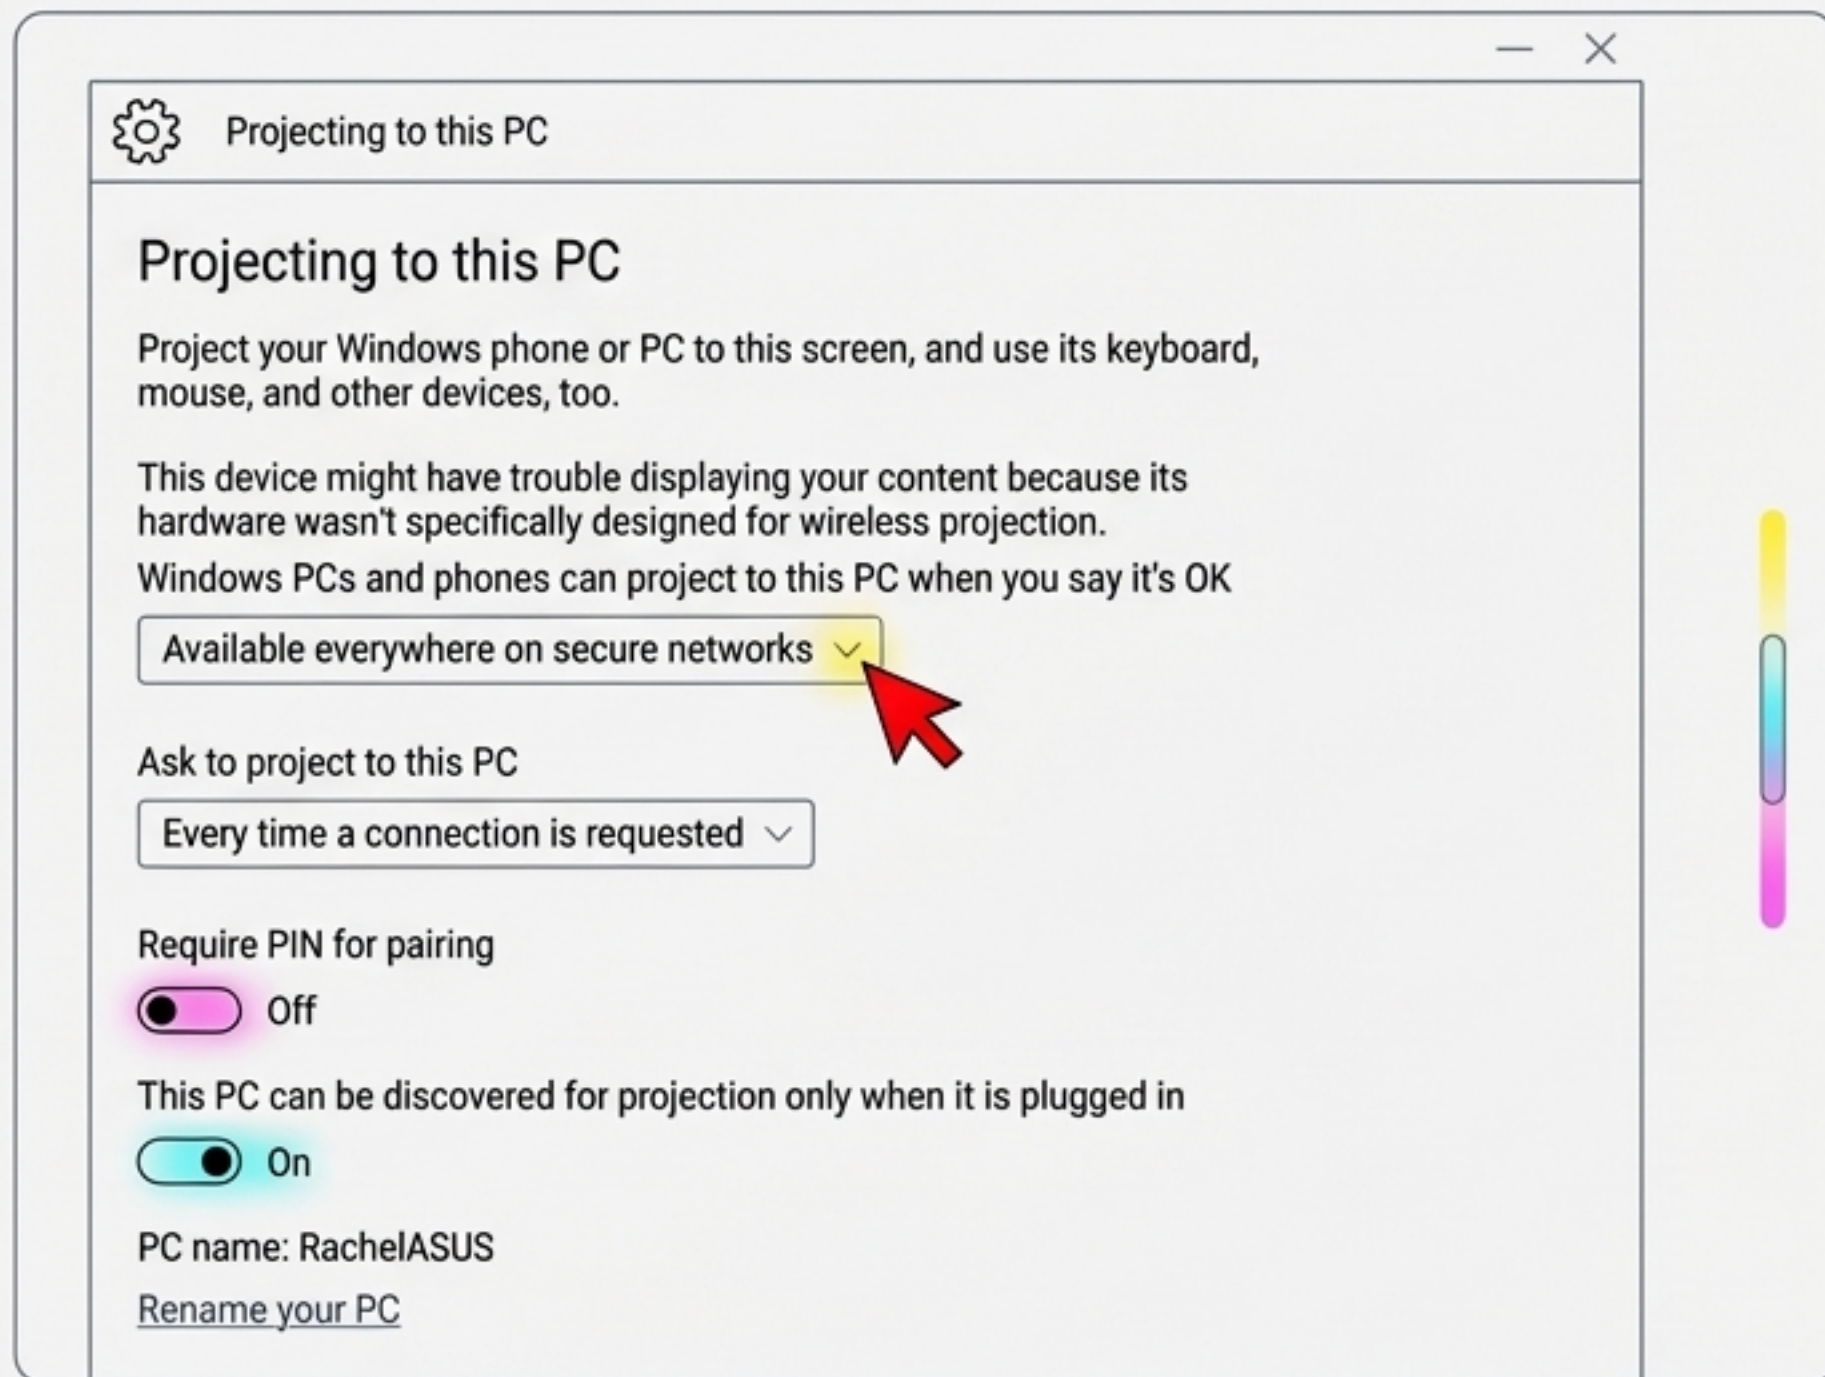 Projecting to this PC
Projecting to this PC
Project your Windows phone or PC to this screen, and use its keyboard,
mouse, and other devices, too.
This device might have trouble displaying your content because its
hardware wasn't specifically designed for wireless projection.
Windows PCs and phones can project to this PC when you say it's OK
Available everywhere on secure networks
Ask to project to this PC
Every time a connection is requested
Require PIN for pairing
Off
This PC can be discovered for projection only when it is plugged in
On
PC name: RachelASUS
Rename your PC